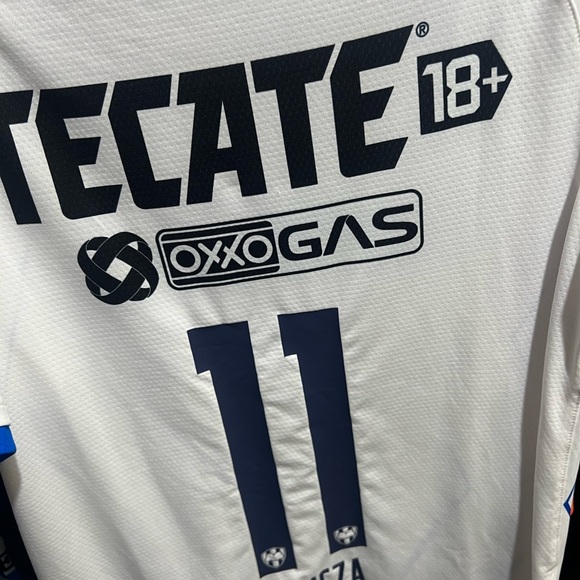 TECATE® 18+
OXXO GAS
11